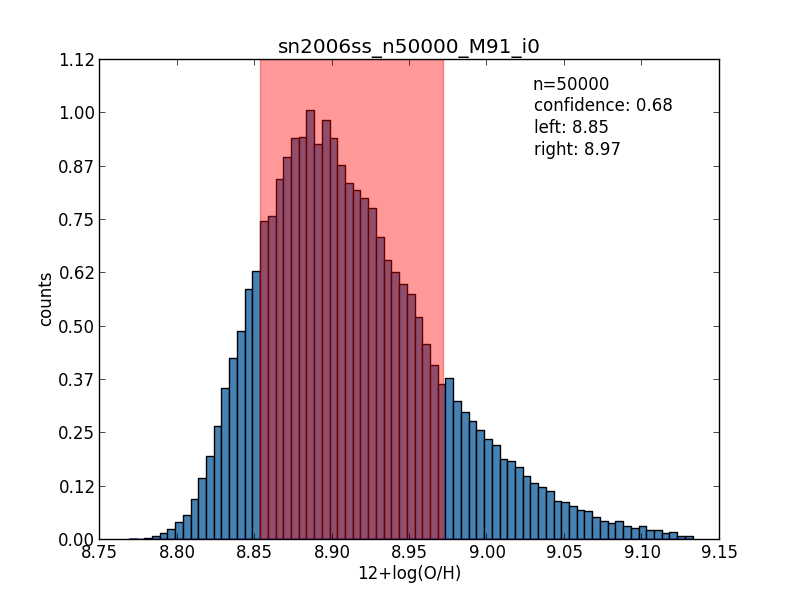 sn2006ss_n50000_M91_i0
n=50000
confidence: 0.68
left: 8.85
right: 8.97
counts
1.12
1.00
0.87
0.75
0.62
0.50
0.37
0.25
0.12
0.00
8.75 8.80 8.85 8.90 8.95 9.00 9.05 9.10 9.15
12+log(O/H)